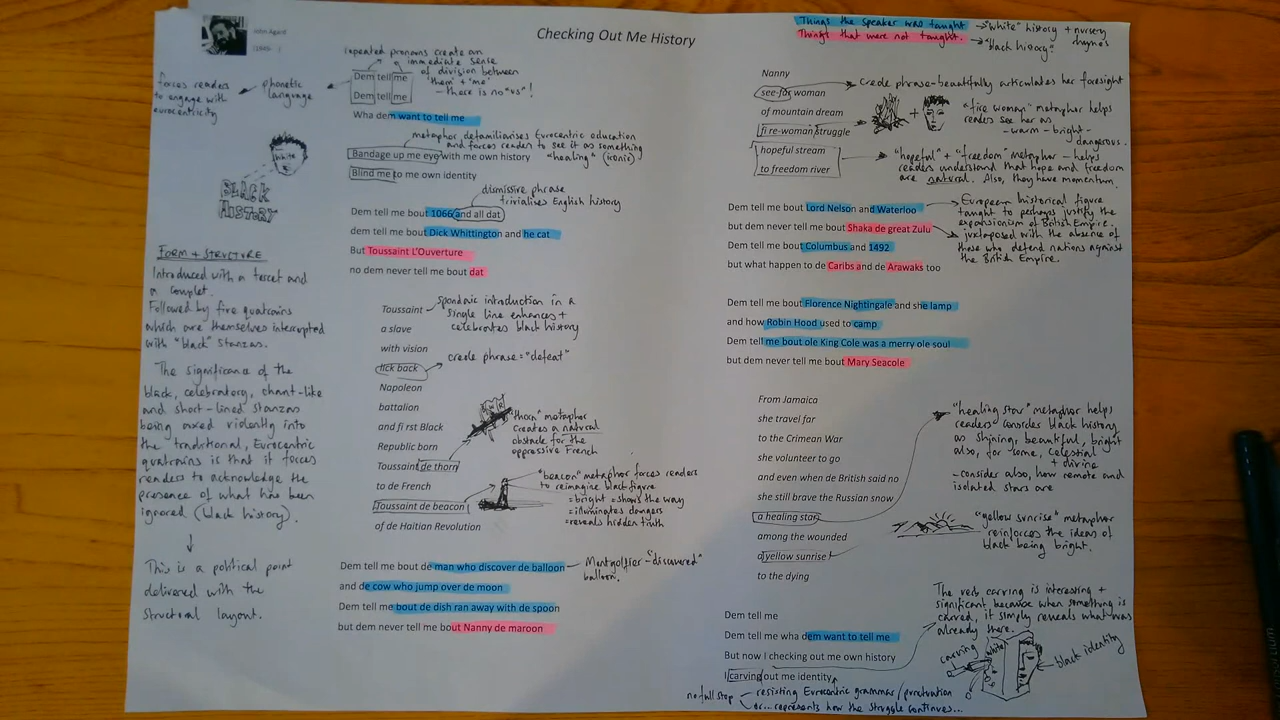 John Agard
(1949- )
Checking Out Me History
Things the speaker was taught → "white" history + nursery rhymes
Things that were not taught. → "black history".
repeated pronouns create an
immediate sense
of division between
'them' + 'me'
- there is no "us"!
forces readers
to engage with
eurocentricity
phonetic
language
Dem tell me
Dem tell me
Wha dem want to tell me
metaphor defamiliarises Eurocentric education
and forces reader to see it as something
"healing" (ironic)
Bandage up me eye with me own history
Blind me to me own identity
white
BLACK
HISTORY
dismissive phrase
trivialises English history
Dem tell me bout 1066 and all dat
dem tell me bout Dick Whittington and he cat
But Toussaint L'Ouverture
no dem never tell me bout dat
FORM + STRUCTURE
Introduced with a tercet and
a couplet.
Followed by five quatrains
which are themselves interrupted
with "black" stanzas.
The significance of the
black, celebratory, chant-like
and short-lined stanzas
being axed violently into
the traditional, Eurocentric
quatrains is that it forces
readers to acknowledge the
presence of what has been
ignored (black history).
This is a political point
delivered with the
structural layout.
Toussaint
a slave
with vision
lick back
Napoleon
battalion
and fi rst Black
Republic born
Toussaint de thorn
to de French
Toussaint de beacon
of de Haitian Revolution
spondaic introduction in a
single line enhances +
celebrates black history
creole phrase = "defeat"
"thorn" metaphor
creates a natural
obstacle for the
oppressive French
"beacon" metaphor forces readers
to reimagine black figure
= bright = shows the way
= illuminates dangers
= reveals hidden truth
Dem tell me bout de man who discover de balloon
and de cow who jump over de moon
Dem tell me bout de dish ran away with de spoon
but dem never tell me bout Nanny de maroon
Montgolfier - "discovered"
balloon.
Nanny
see-far woman
of mountain dream
fi re-woman struggle
hopeful stream
to freedom river
creole phrase - beautifully articulates her foresight
"fire woman" metaphor helps
readers see her as
- warm - bright -
dangerous.
"hopeful" + "freedom" metaphor - helps
readers understand that hope and freedom
are natural. Also, they have momentum.
Dem tell me bout Lord Nelson and Waterloo
but dem never tell me bout Shaka de great Zulu
Dem tell me bout Columbus and 1492
but what happen to de Caribs and de Arawaks too
European historical figure
taught to perhaps justify the
expansionism of British Empire.
juxtaposed with the absence of
those who defend nations against
the British Empire.
Dem tell me bout Florence Nightingale and she lamp
and how Robin Hood used to camp
Dem tell me bout ole King Cole was a merry ole soul
but dem never tell me bout Mary Seacole
From Jamaica
she travel far
to the Crimean War
she volunteer to go
and even when de British said no
she still brave the Russian snow
a healing star
among the wounded
a yellow sunrise
to the dying
"healing star" metaphor helps
readers consider black history
as shining, beautiful, bright
also, for some, celestial
+ divine
- consider also, how remote and
isolated stars are
"yellow sunrise" metaphor
reinforces the ideas of
black being bright.
Dem tell me
Dem tell me wha dem want to tell me
But now I checking out me own history
I carving out me identity
The verb carving is interesting +
significant because when something is
carved, it simply reveals what was
already there.
carving
white
black identity
no full stop
resisting Eurocentric grammar / punctuation
or... represents how the struggle continues...